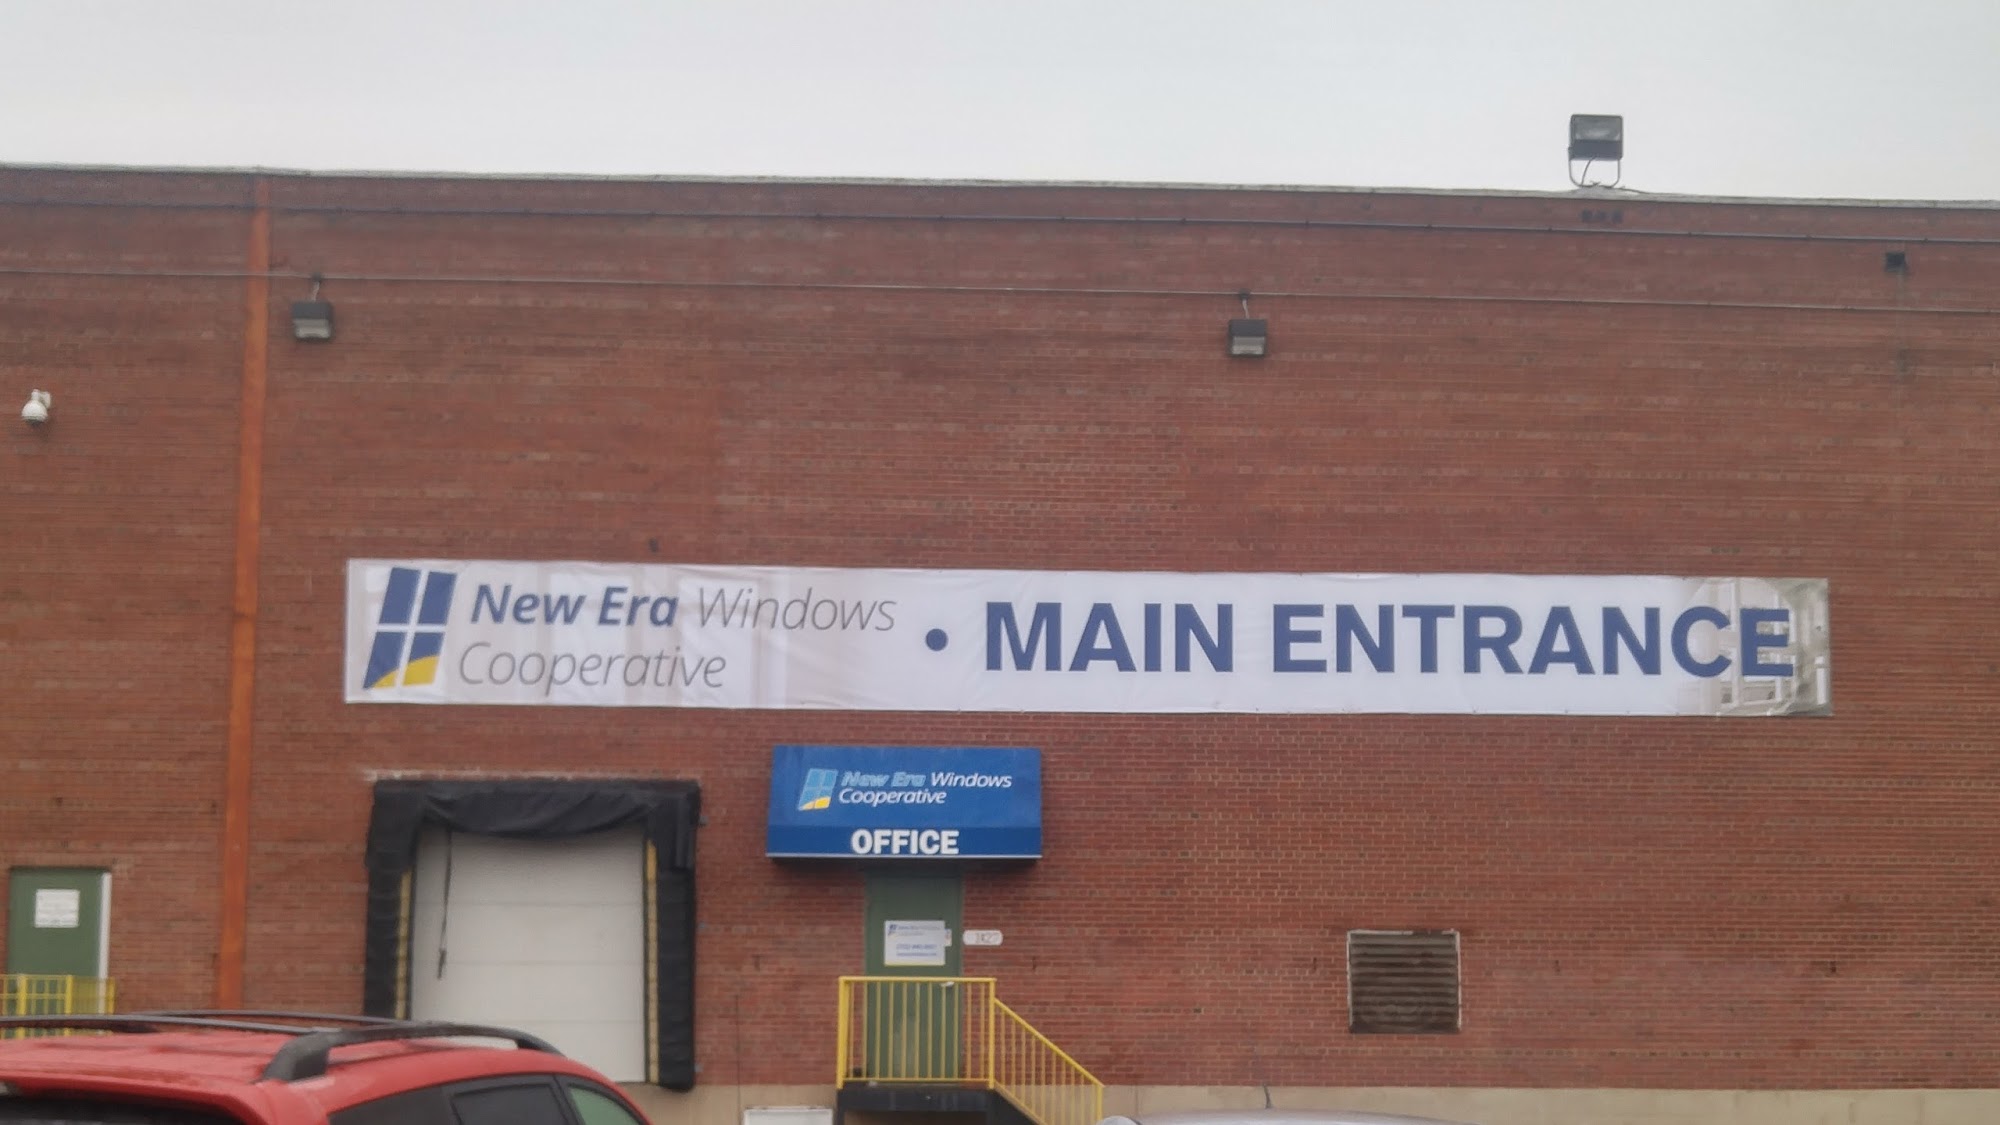 New Era Windows
Cooperative
• MAIN ENTRANCE
New Era Windows
Cooperative
OFFICE